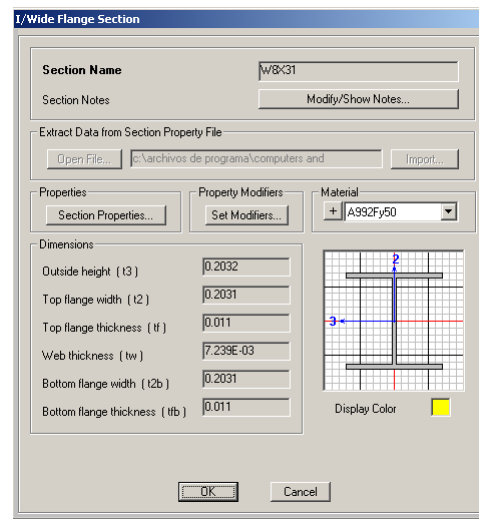 I/Wide Flange Section
Section Name W8X31
Section Notes Modify/Show Notes...
Extract Data from Section Property File
Open File... c:\archivos de programa\computers and Import...
Properties Property Modifiers Material
Section Properties... Set Modifiers... + A992Fy50
Dimensions
Outside height ( t3 ) 0.2032
Top flange width ( t2 ) 0.2031
Top flange thickness ( tf ) 0.011
Web thickness ( tw ) 7.239E-03
Bottom flange width ( t2b ) 0.2031
Bottom flange thickness ( tfb ) 0.011
2
3
Display Color
OK Cancel